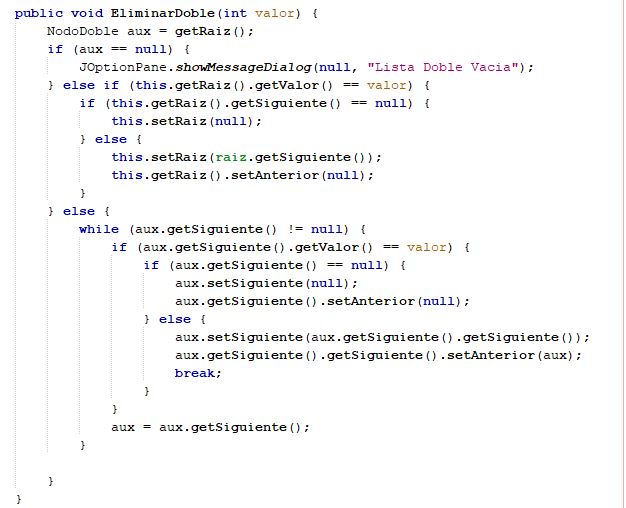 public void EliminarDoble(int valor) {
NodoDoble aux = getRaiz();
if (aux == null) {
JOptionPane.showMessageDialog(null, "Lista Doble Vacia");
} else if (this.getRaiz().getValor() == valor) {
if (this.getRaiz().getSiguiente() == null) {
this.setRaiz(null);
} else {
this.setRaiz(raiz.getSiguiente());
this.getRaiz().setAnterior(null);
}
} else {
while (aux.getSiguiente() != null) {
if (aux.getSiguiente().getValor() == valor) {
if (aux.getSiguiente() == null) {
aux.setSiguiente(null);
aux.getSiguiente().setAnterior(null);
} else {
aux.setSiguiente(aux.getSiguiente().getSiguiente());
aux.getSiguiente().getSiguiente().setAnterior(aux);
break;
}
}
aux = aux.getSiguiente();
}
}
}